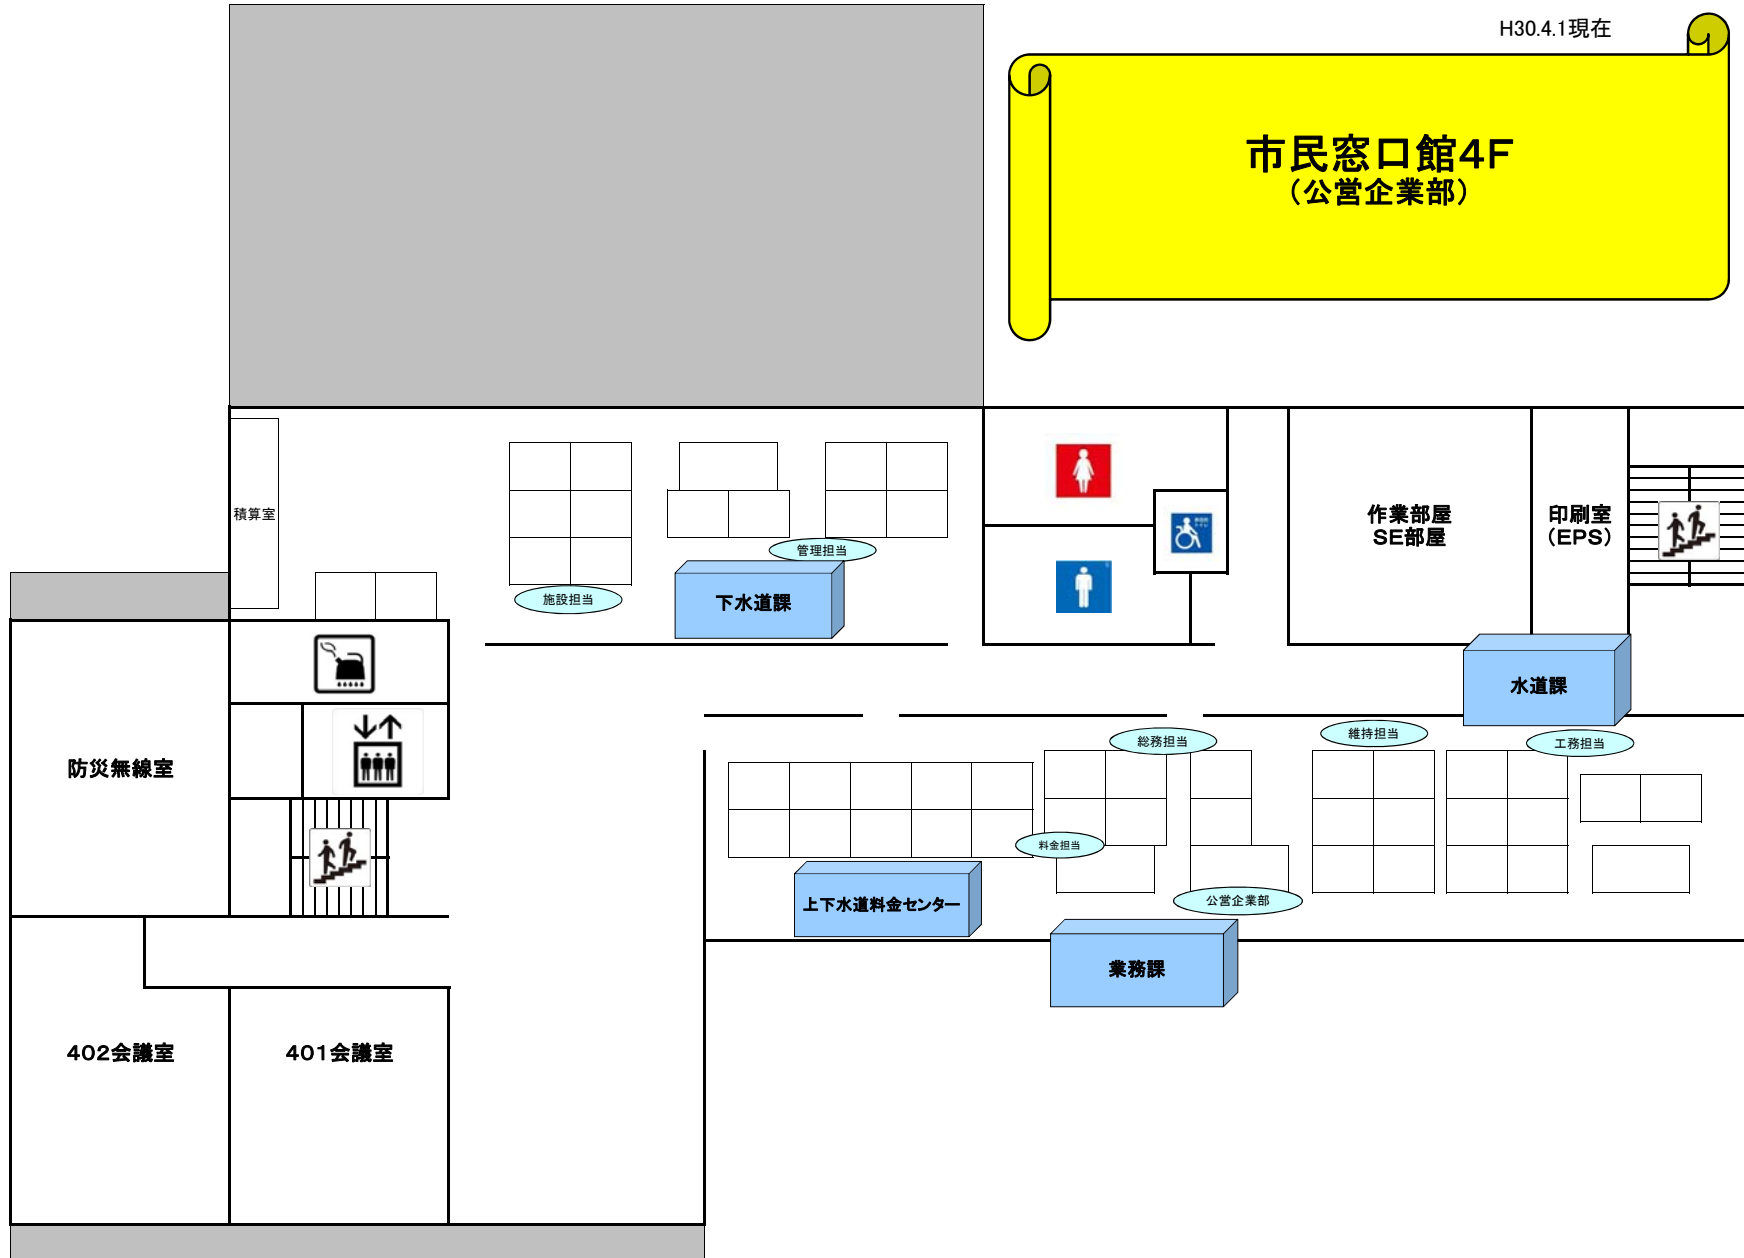 H30.4.1現在
市民窓口館4F
（公営企業部）
積算室
管理担当
施設担当
下水道課
作業部屋
SE部屋
印刷室
（EPS）
水道課
防災無線室
総務担当
維持担当
工務担当
料金担当
上下水道料金センター
公営企業部
業務課
402会議室
401会議室